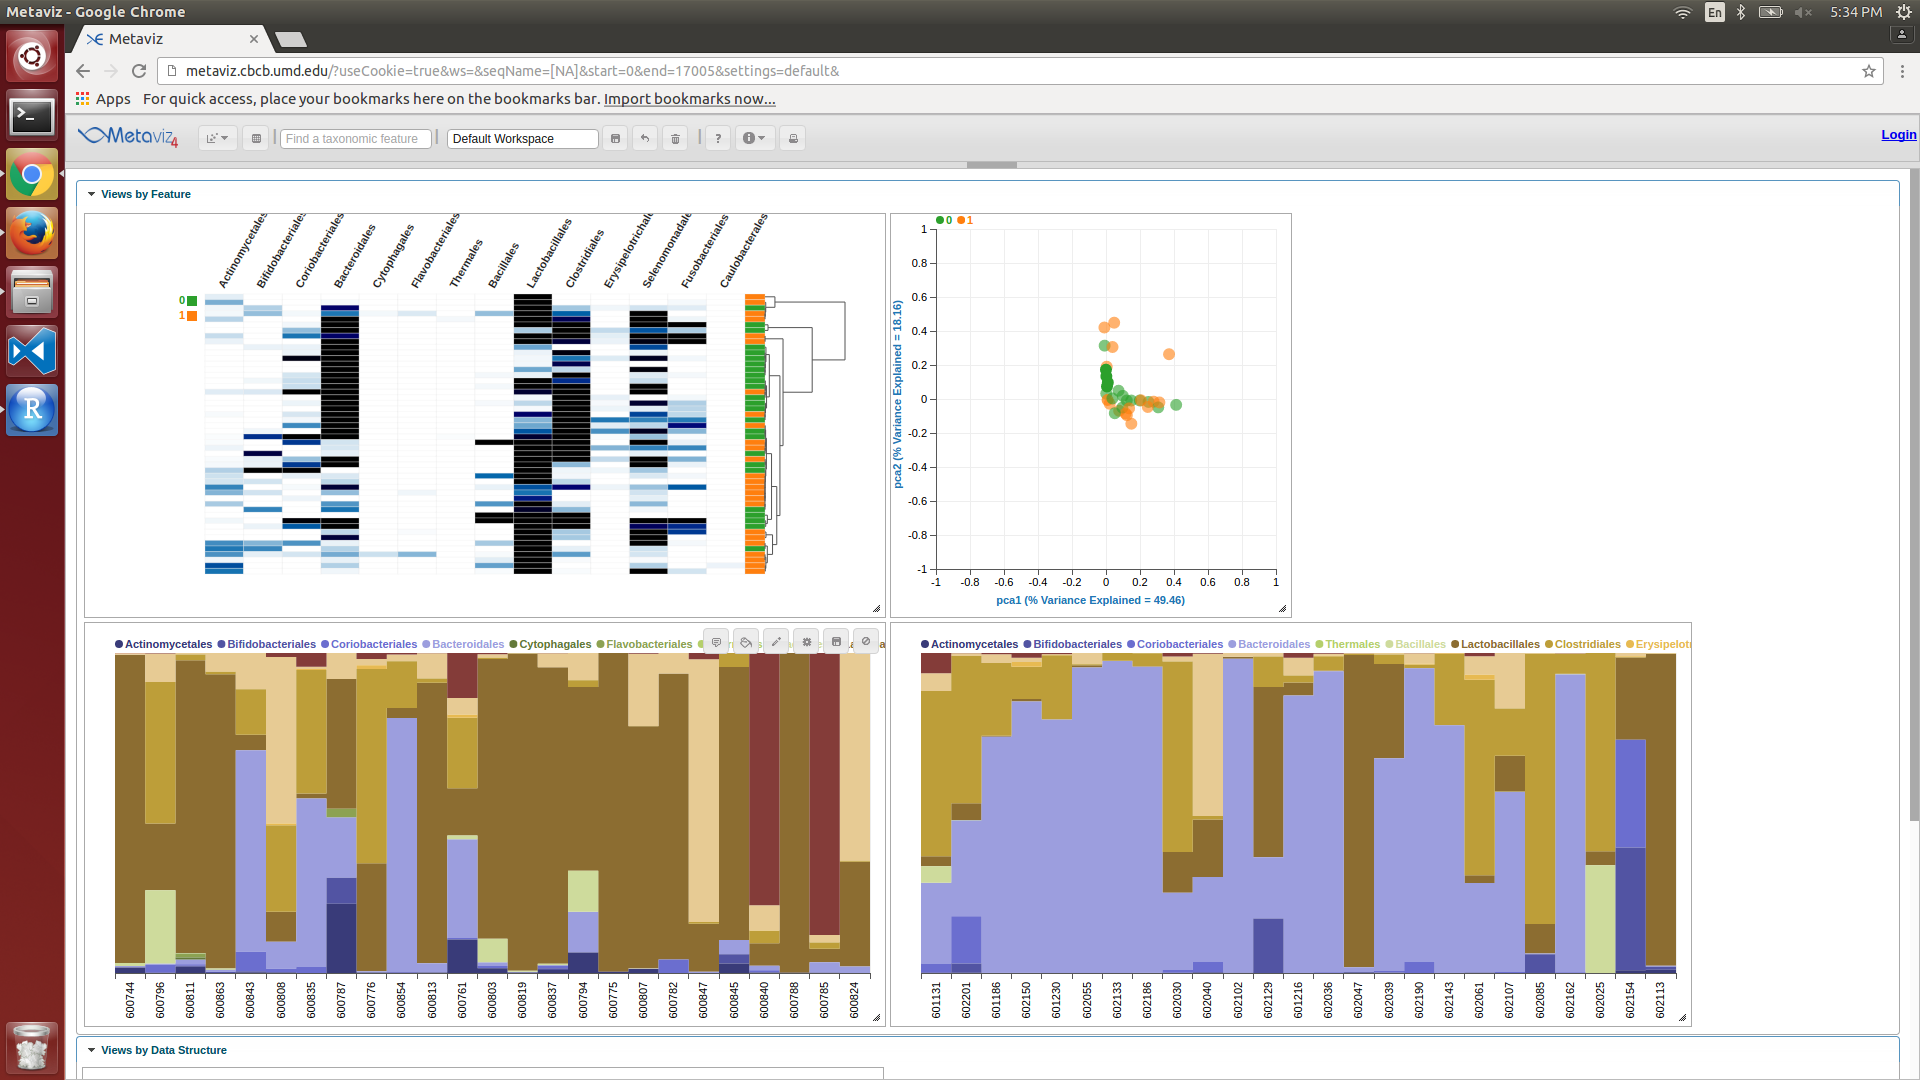 Metaviz - Google Chrome
En
5:34 PM
Metaviz
metaviz.cbcb.umd.edu/?useCookie=true&ws=&seqName=[NA]&start=0&end=17005&settings=default&
Apps For quick access, place your bookmarks here on the bookmarks bar. Import bookmarks now...
Metaviz4
Find a taxonomic feature
Default Workspace
?
Login
Views by Feature
Actinomycetales
Bifidobacteriales
Coriobacteriales
Bacteroidales
Cytophagales
Flavobacteriales
Thermales
Bacillales
Lactobacillales
Clostridiales
Erysipelotrichale
Selenomonadale
Fusobacteriales
Caulobacterales
0
1
0 1
1
0.8
0.6
0.4
0.2
0
-0.2
-0.4
-0.6
-0.8
-1
-1 -0.8 -0.6 -0.4 -0.2 0 0.2 0.4 0.6 0.8 1
pca1 (% Variance Explained = 49.46)
pca2 (% Variance Explained = 18.16)
Actinomycetales Bifidobacteriales Coriobacteriales Bacteroidales Cytophagales Flavobacteriales
600744 600796 600811 600863 600843 600808 600835 600787 600776 600854 600813 600761 600803 600819 600837 600794 600775 600807 600782 600847 600845 600840 600788 600785 600824
Actinomycetales Bifidobacteriales Coriobacteriales Bacteroidales Thermales Bacillales Lactobacillales Clostridiales Erysipelotri
602131 602201 601186 602150 601230 602055 602133 602186 602030 602040 602102 602129 601216 602036 602047 602039 602190 602143 602061 602107 602085 602162 602025 602154 602113
Views by Data Structure